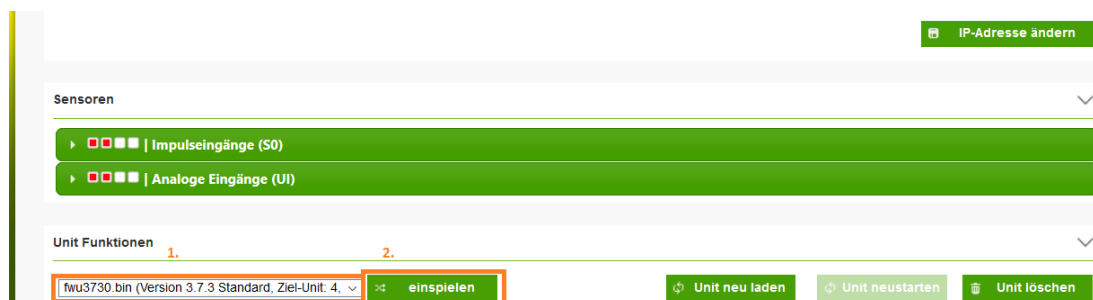 IP-Adresse ändern
Sensoren
| Impulseingänge (S0)
| Analoge Eingänge (UI)
Unit Funktionen
1.
2.
fwu3730.bin (Version 3.7.3 Standard, Ziel-Unit: 4,
einspielen
Unit neu laden
Unit neustarten
Unit löschen